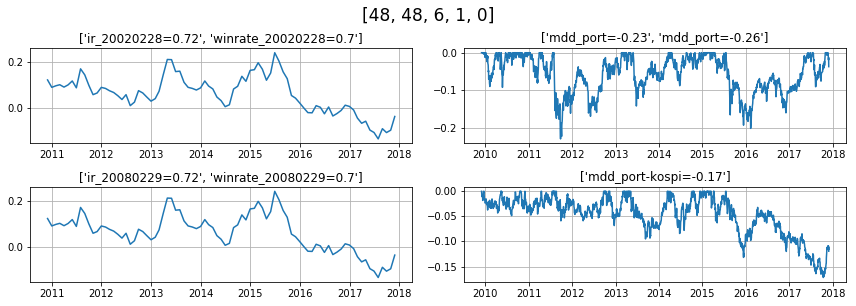 [48, 48, 6, 1, 0]
['ir_20020228=0.72', 'winrate_20020228=0.7']
0.2
0.0
2011 2012 2013 2014 2015 2016 2017 2018
['mdd_port=-0.23', 'mdd_port=-0.26']
0.0
−0.1
−0.2
2010 2011 2012 2013 2014 2015 2016 2017 2018
['ir_20080229=0.72', 'winrate_20080229=0.7']
0.2
0.0
2011 2012 2013 2014 2015 2016 2017 2018
['mdd_port-kospi=-0.17']
0.00
−0.05
−0.10
−0.15
2010 2011 2012 2013 2014 2015 2016 2017 2018